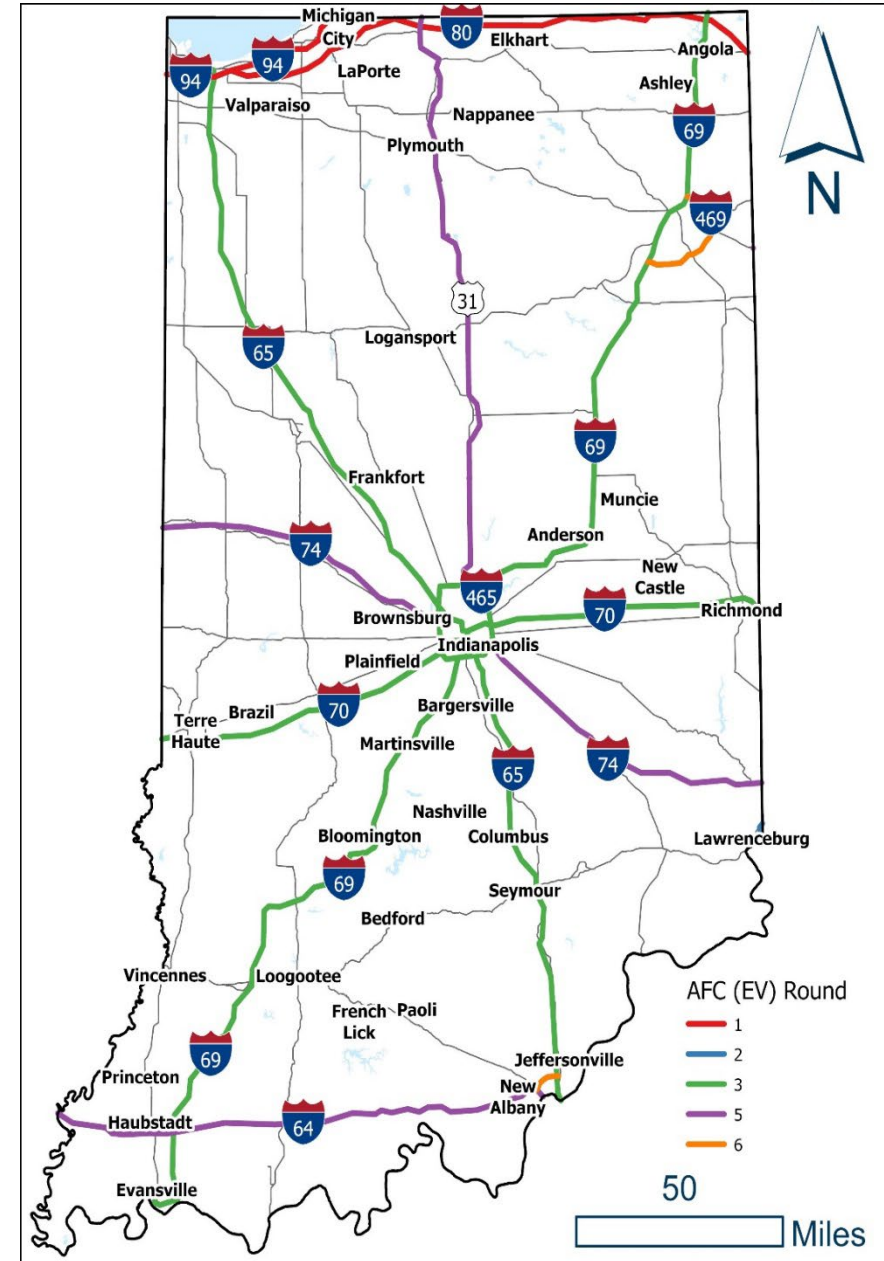 Michigan
City
80
94
Elkhart
Angola
94
LaPorte
Ashley
Valparaiso
Nappanee
69
Plymouth
N
469
31
Logansport
65
69
Frankfort
Muncie
74
Anderson
New
Castle
465
70
Richmond
Brownsburg
Indianapolis
Plainfield
70
Brazil
Terre
Haute
Bargersville
Martinsville
65
74
Nashville
Bloomington
Columbus
Lawrenceburg
69
Seymour
Bedford
Vincennes
Loogootee
AFC (EV) Round
1
2
3
5
6
French
Lick
Paoli
69
Jeffersonville
Princeton
New
Albany
Haubstadt
64
Evansville
50
Miles